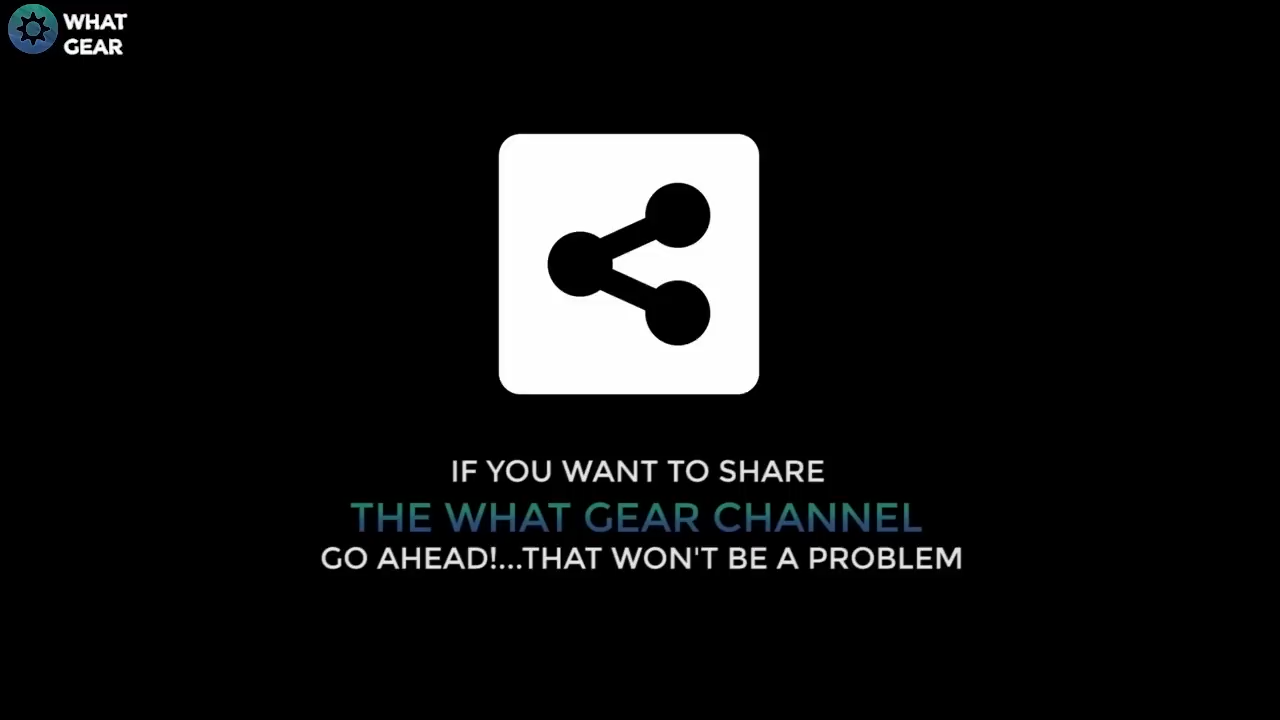 WHAT
GEAR
IF YOU WANT TO SHARE
THE WHAT GEAR CHANNEL
GO AHEAD!...THAT WON'T BE A PROBLEM